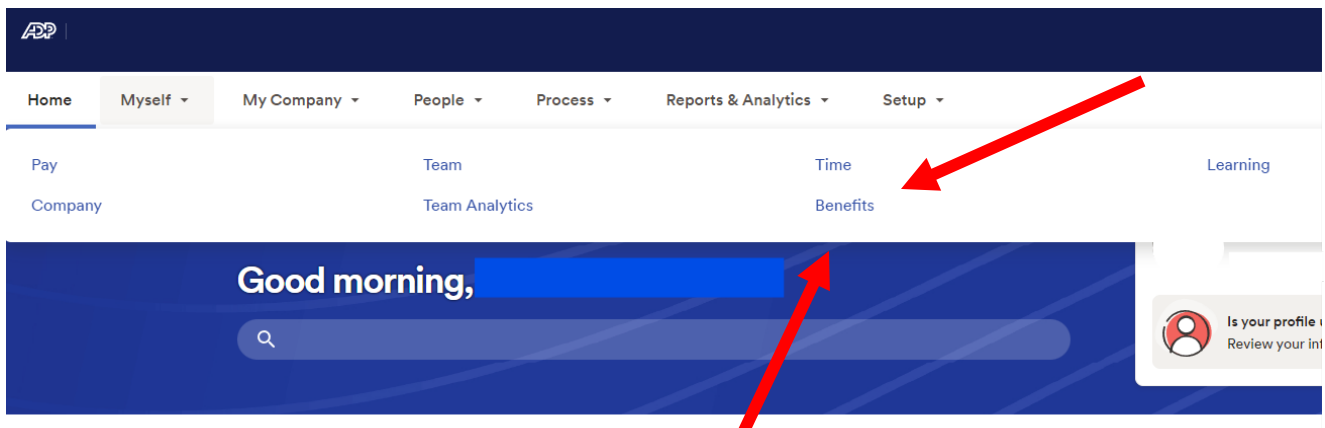 ADP
Home Myself My Company People Process Reports & Analytics Setup
Pay Team Time Learning
Company Team Analytics Benefits
Good morning,
Is your profile
Review your